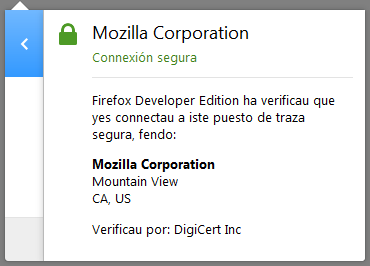 Mozilla Corporation
Connexión segura
Firefox Developer Edition ha verificau que
yes connectau a iste puesto de traza
segura, fendo:
Mozilla Corporation
Mountain View
CA, US
Verificau por: DigiCert Inc